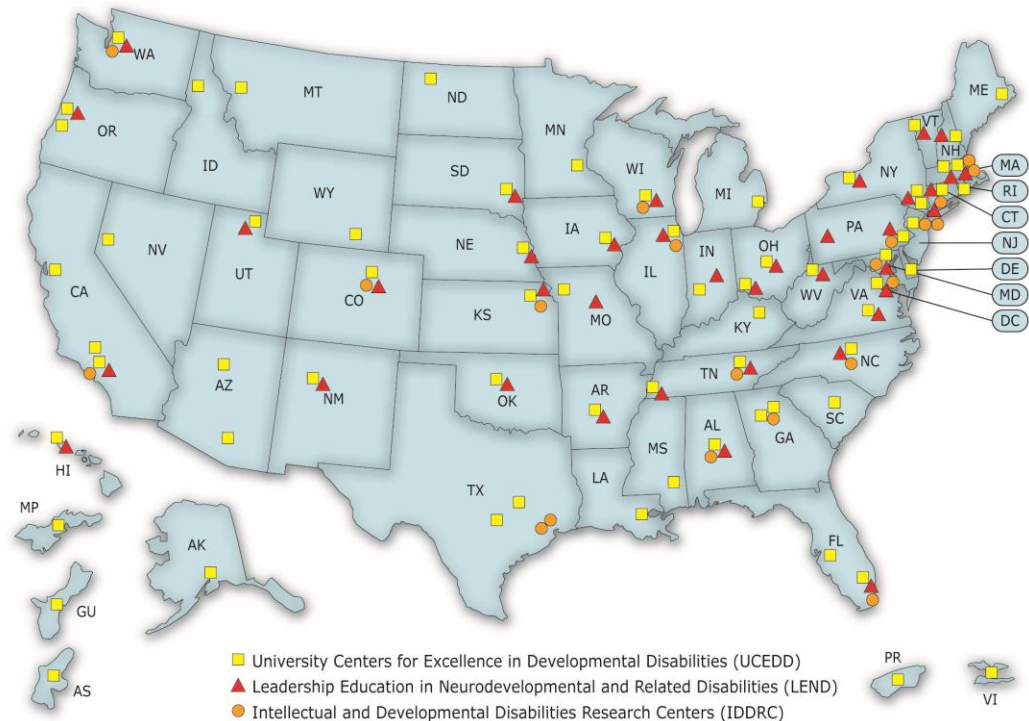 WA
MT
ND
MN
ME
VT
NH
OR
ID
SD
WI
MI
NY
MA
RI
CT
WY
NE
IA
PA
NJ
NV
UT
CO
IL
IN
OH
DE
CA
KS
MO
WV
VA
MD
KY
DC
AZ
NM
OK
AR
TN
NC
SC
MS
AL
GA
TX
LA
HI
MP
AK
FL
GU
AS
University Centers for Excellence in Developmental Disabilities (UCEDD)
Leadership Education in Neurodevelopmental and Related Disabilities (LEND)
Intellectual and Developmental Disabilities Research Centers (IDDRC)
PR
VI